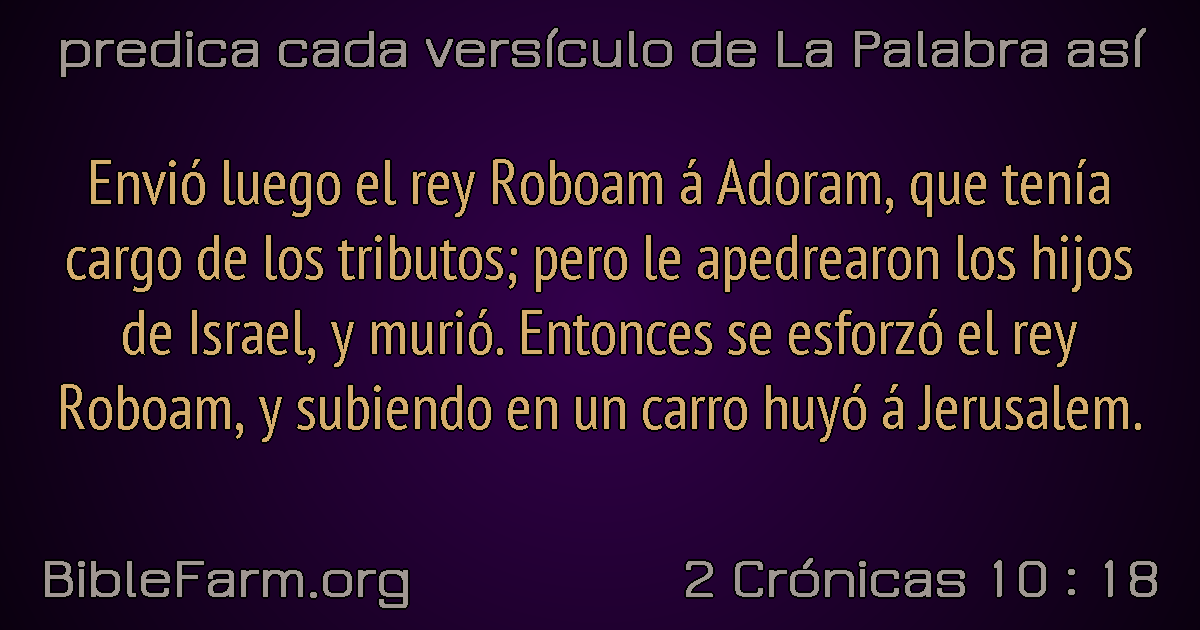 predica cada versículo de La Palabra así
Envió luego el rey Roboam á Adoram, que tenía
cargo de los tributos; pero le apedrearon los hijos
de Israel, y murió. Entonces se esforzó el rey
Roboam, y subiendo en un carro huyó á Jerusalem.
BibleFarm.org
2 Crónicas 10 : 18